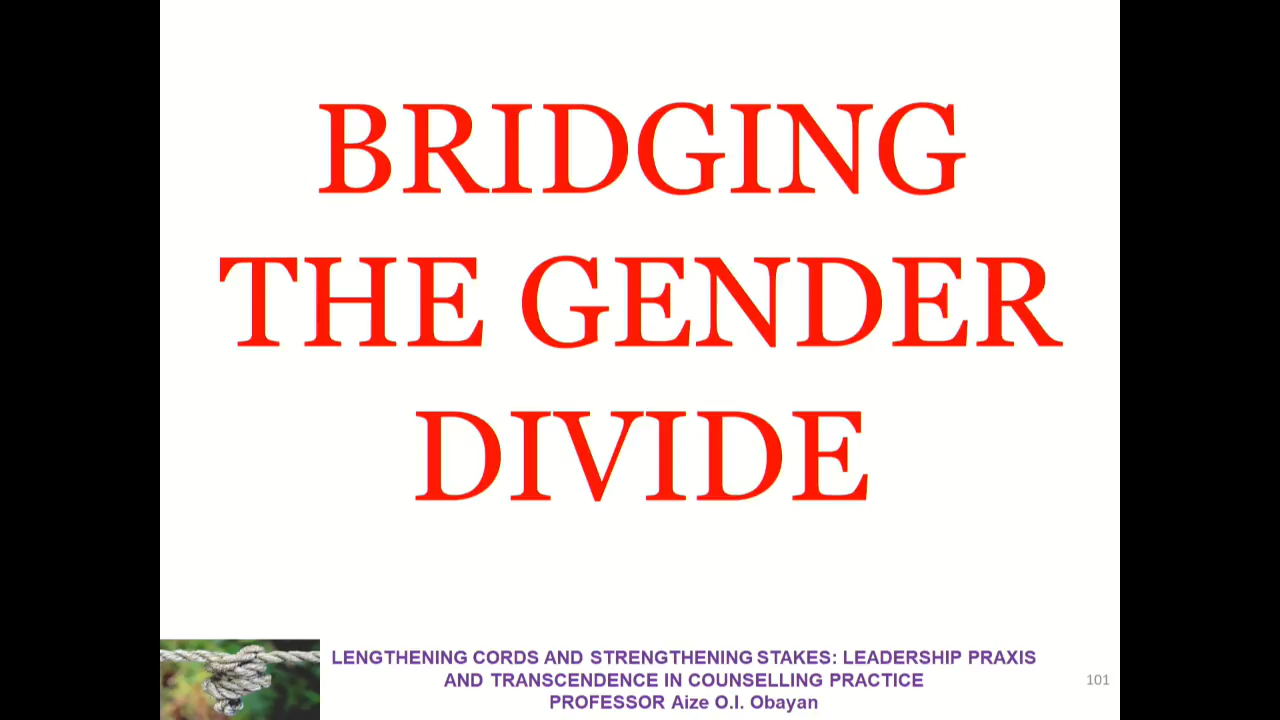 BRIDGING
THE GENDER
DIVIDE
LENGTHENING CORDS AND STRENGTHENING STAKES: LEADERSHIP PRAXIS
AND TRANSCENDENCE IN COUNSELLING PRACTICE
PROFESSOR Aize O.I. Obayan
101